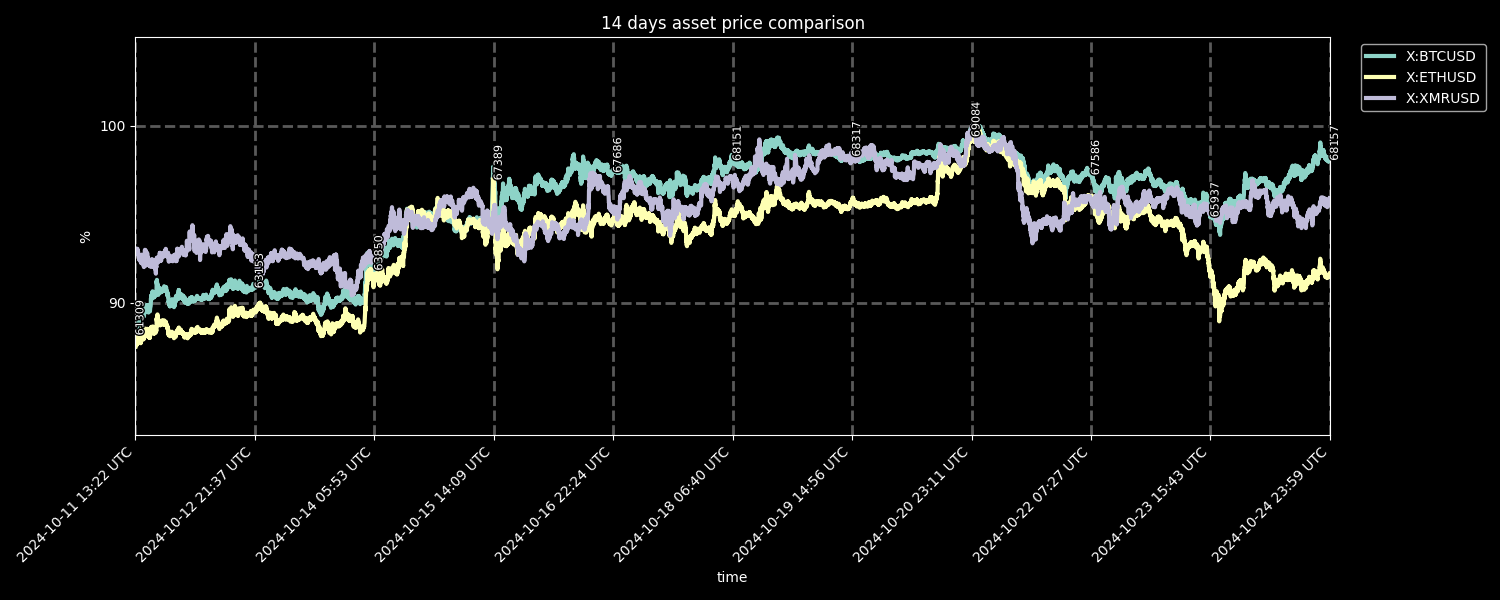 14 days asset price comparison
X:BTCUSD
X:ETHUSD
X:XMRUSD
100
90
%
61309
63153
63850
67389
67686
68151
68317
69084
67586
65937
68157
2024-10-11 13:22 UTC
2024-10-12 21:37 UTC
2024-10-14 05:53 UTC
2024-10-15 14:09 UTC
2024-10-16 22:24 UTC
2024-10-18 06:40 UTC
2024-10-19 14:56 UTC
2024-10-20 23:11 UTC
2024-10-22 07:27 UTC
2024-10-23 15:43 UTC
2024-10-24 23:59 UTC
time